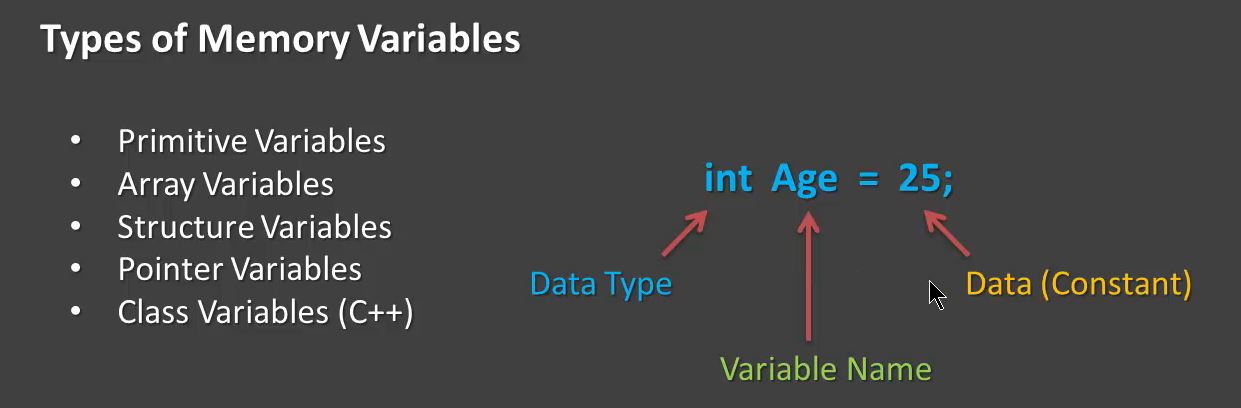 Types of Memory Variables
• Primitive Variables
• Array Variables
• Structure Variables
• Pointer Variables
• Class Variables (C++)
int Age = 25;
Data Type
Data (Constant)
Variable Name